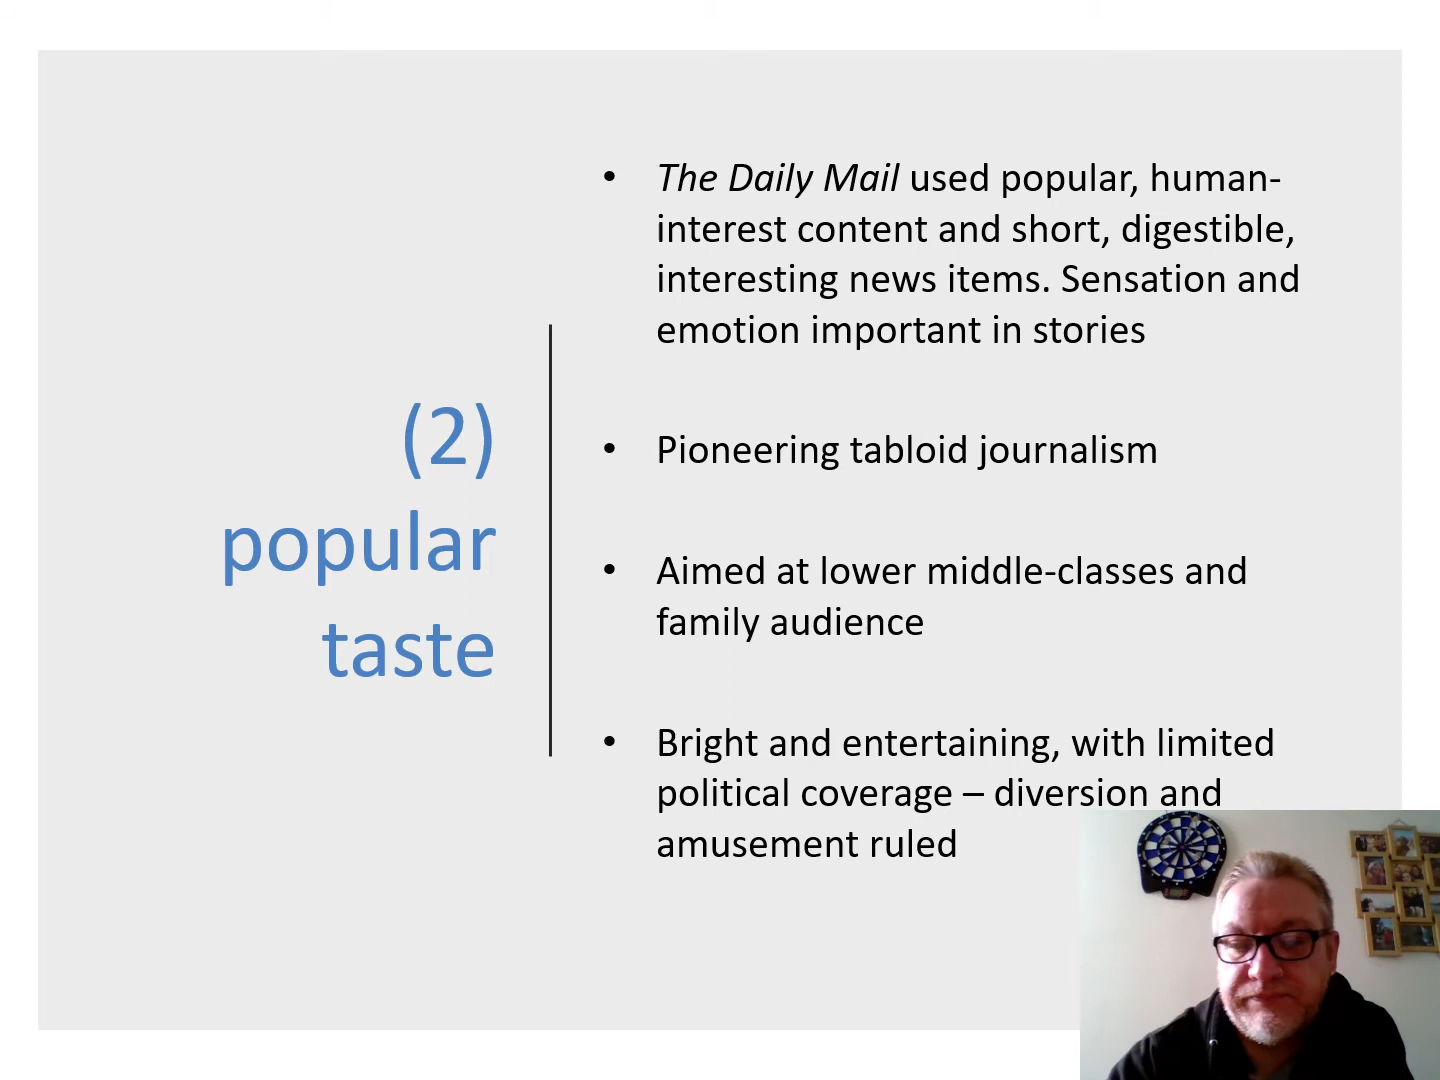 (2)
popular
taste
• The Daily Mail used popular, human-
interest content and short, digestible,
interesting news items. Sensation and
emotion important in stories
• Pioneering tabloid journalism
• Aimed at lower middle-classes and
family audience
• Bright and entertaining, with limited
political coverage – diversion and
amusement ruled